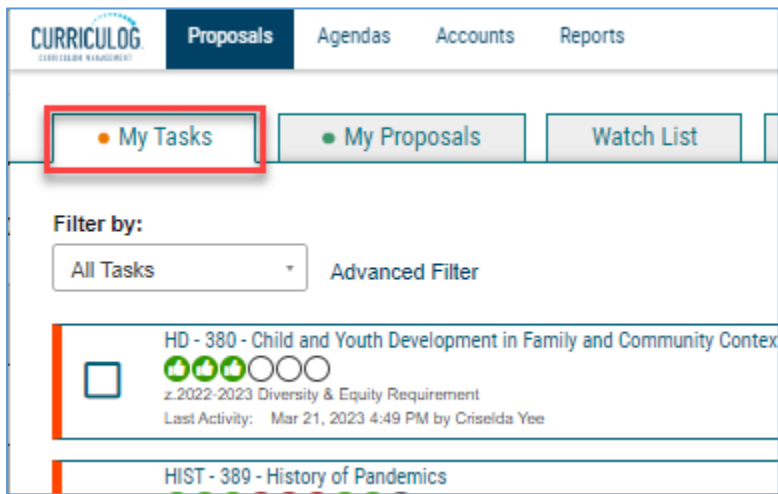 CURRICULOG
CURRICULUM MANAGEMENT
Proposals Agendas Accounts Reports
My Tasks My Proposals Watch List
Filter by:
All Tasks Advanced Filter
HD - 380 - Child and Youth Development in Family and Community Contex
z.2022-2023 Diversity & Equity Requirement
Last Activity: Mar 21, 2023 4:49 PM by Criselda Yee
HIST - 389 - History of Pandemics